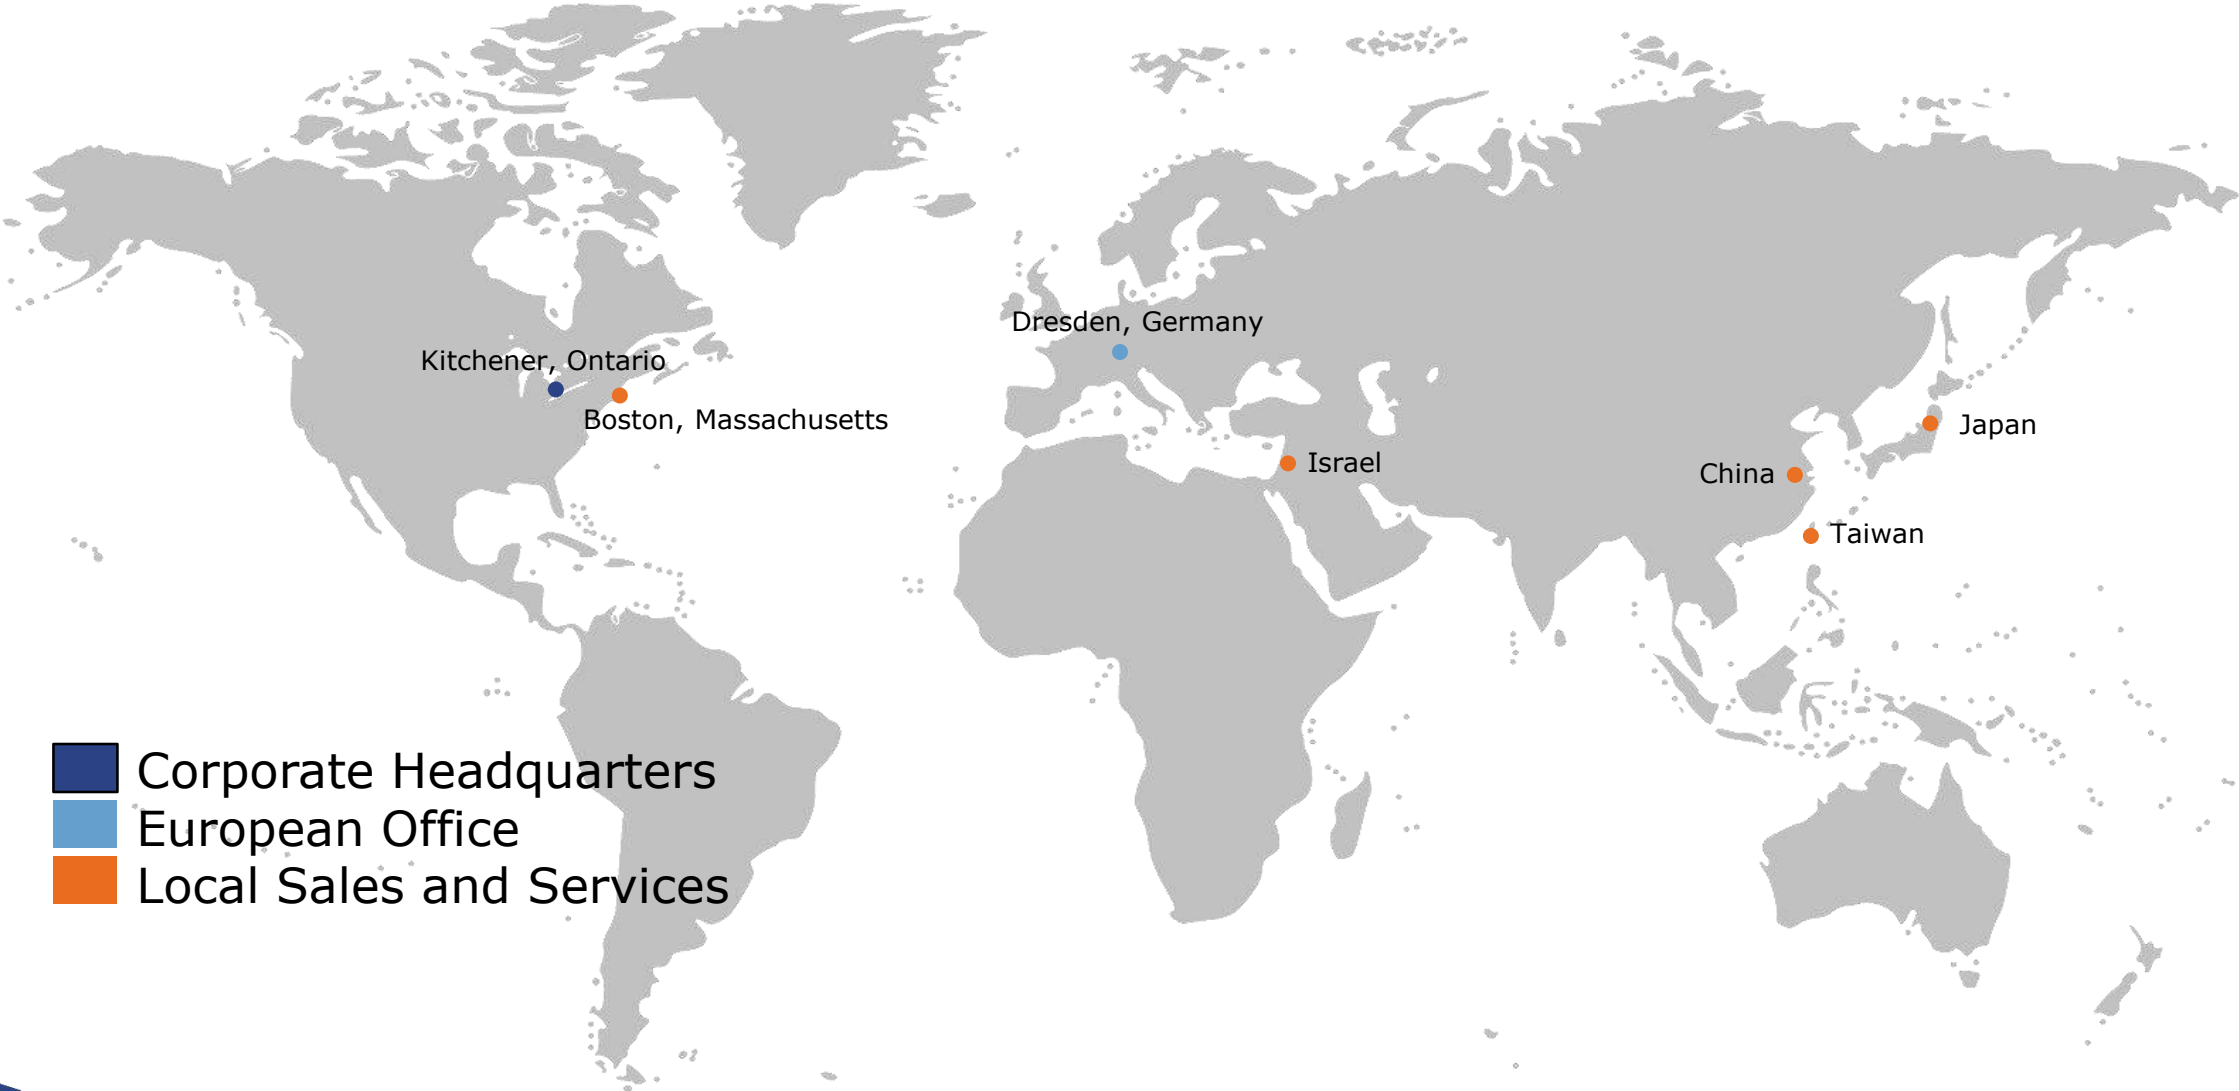 Dresden, Germany
Kitchener, Ontario
Boston, Massachusetts
Japan
Israel
China
Taiwan
Corporate Headquarters
European Office
Local Sales and Services